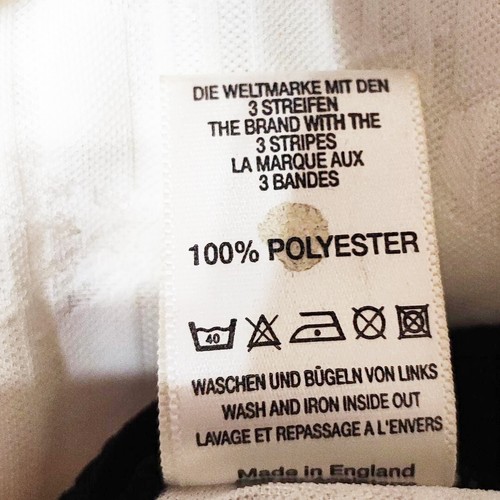 DIE WELTMARKE MIT DEN
3 STREIFEN
THE BRAND WITH THE
3 STRIPES
LA MARQUE AUX
3 BANDES
100% POLYESTER
40
WASCHEN UND BÜGELN VON LINKS
WASH AND IRON INSIDE OUT
LAVAGE ET REPASSAGE A L'ENVERS
Made in England